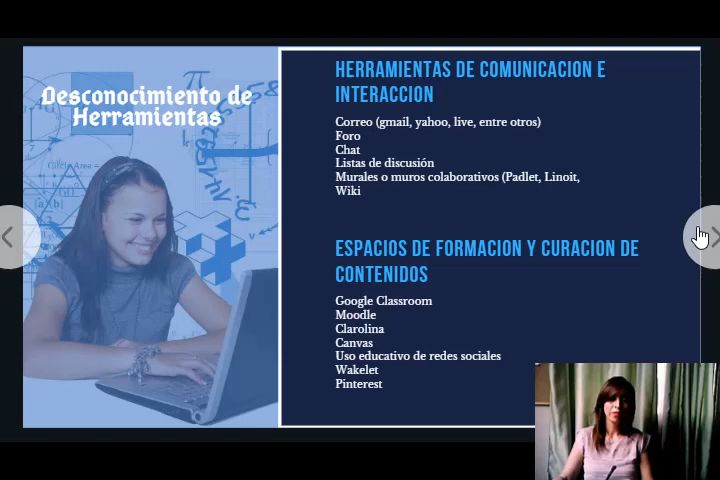 Desconocimiento de
Herramientas
HERRAMIENTAS DE COMUNICACION E
INTERACCION
Correo (gmail, yahoo, live, entre otros)
Foro
Chat
Listas de discusión
Murales o muros colaborativos (Padlet, Linoit,
Wiki
ESPACIOS DE FORMACION Y CURACION DE
CONTENIDOS
Google Classroom
Moodle
Clarolina
Canvas
Uso educativo de redes sociales
Wakelet
Pinterest
Circle Area =